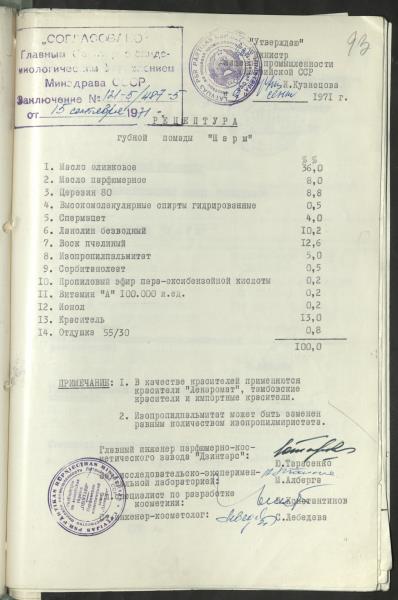 „СОГЛАСОВАНО"
Главным
Управлением
Минздрава СССР
Заключение № 121-5/487-5
от 15 сентября 1971 г.
"Утверждаю"
промышленности
ССР
И.Кузнецова
1971 г.
93
РЕЦЕПТУРА
губной помады "Шарм"
% %
1. Масло оливковое 36,0
2. Масло парфюмерное 8,0
3. Церезин 80 8,8
4. Высокомолекулярные спирты гидрированные 0,5
5. Спермацет 4,0
6. Ланолин безводный 10,2
7. Воск пчелиный 12,6
8. Изопропилпальмитат 5,0
9. Сорбитанолеат 0,5
10. Пропиловый эфир пара-оксибензойной кислоты 0,2
11. Витамин "А" 100.000 и.ед. 0,2
12. Ионол 0,2
13. Краситель 13,0
14. Отдушка 55/30 0,8
100,0
ПРИМЕЧАНИЕ: 1. В качестве красителей применяются
красители "Ленаромат", тамбовские
красители и импортные красители.
2. Изопропилпальмитат может быть заменен
равным количеством изопропилмиристата.
Главный инженер парфюмерно-кос-
метического завода "Дзинтарс":
Ю.Тарасенко
исследовательско-эксперимен-
тальной лабораторией:
М.Алберге
специалист по разработке
косметики:
Константинов
Ст.инженер-косметолог:
С.Лебедева